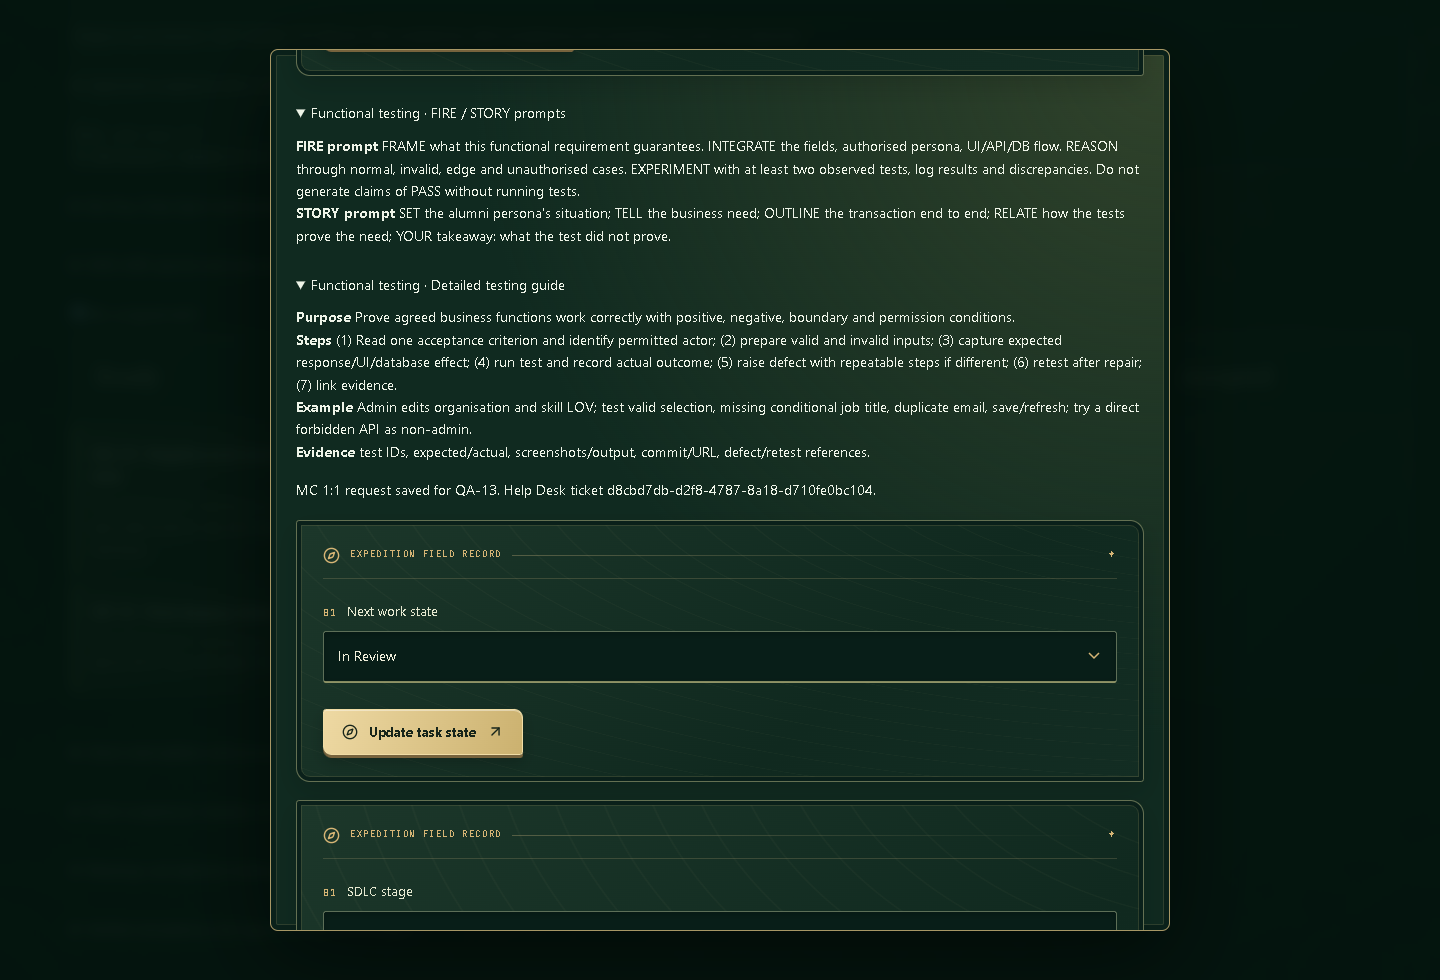 Functional testing · FIRE / STORY prompts
FIRE prompt FRAME what this functional requirement guarantees. INTEGRATE the fields, authorised persona, UI/API/DB flow. REASON
through normal, invalid, edge and unauthorised cases. EXPERIMENT with at least two observed tests, log results and discrepancies. Do not
generate claims of PASS without running tests.
STORY prompt SET the alumni persona's situation; TELL the business need; OUTLINE the transaction end to end; RELATE how the tests
prove the need; YOUR takeaway: what the test did not prove.
Functional testing · Detailed testing guide
Purpose Prove agreed business functions work correctly with positive, negative, boundary and permission conditions.
Steps (1) Read one acceptance criterion and identify permitted actor; (2) prepare valid and invalid inputs; (3) capture expected
response/UI/database effect; (4) run test and record actual outcome; (5) raise defect with repeatable steps if different; (6) retest after repair;
(7) link evidence.
Example Admin edits organisation and skill LOV; test valid selection, missing conditional job title, duplicate email, save/refresh; try a direct
forbidden API as non-admin.
Evidence test IDs, expected/actual, screenshots/output, commit/URL, defect/retest references.
MC 1:1 request saved for QA-13. Help Desk ticket d8cbd7db-d2f8-4787-8a18-d710fe0bc104.
EXPEDITION FIELD RECORD
01 Next work state
In Review
Update task state
EXPEDITION FIELD RECORD
01 SDLC stage